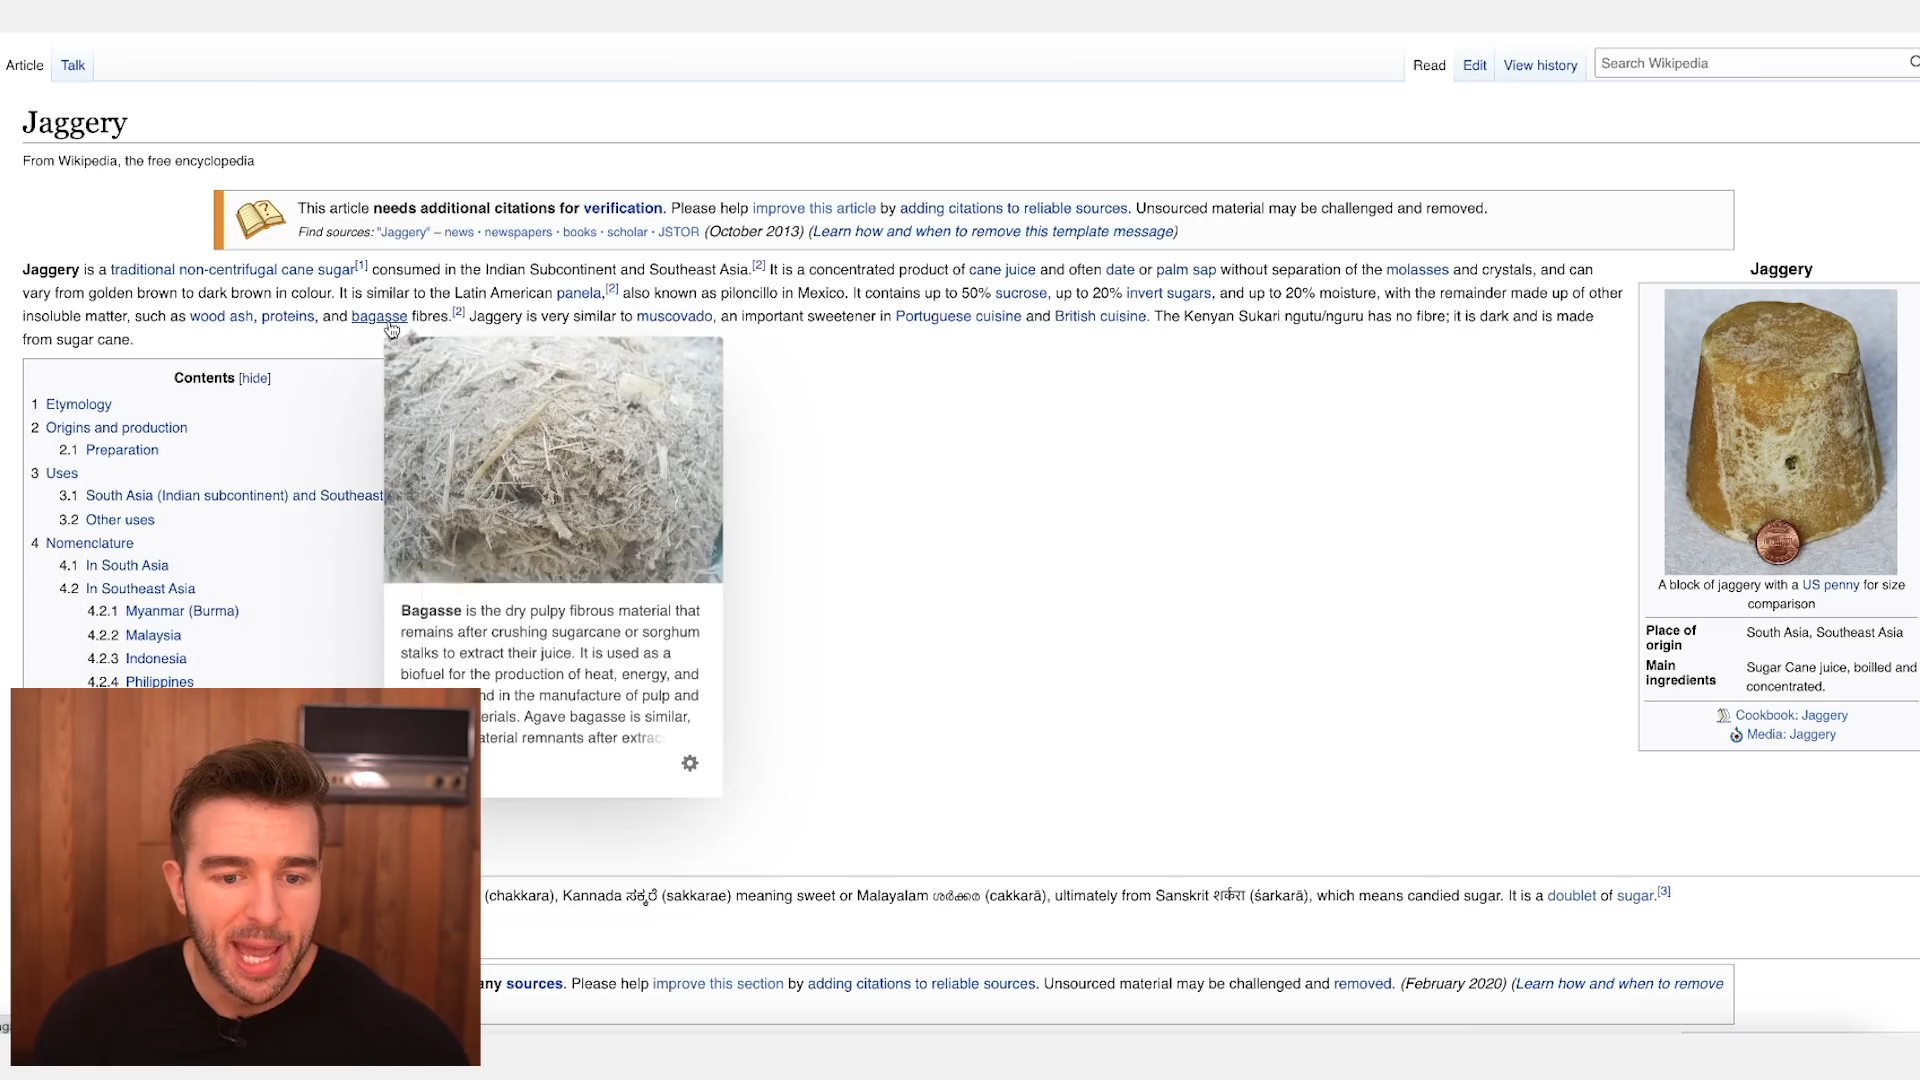 Article
Talk
Read
Edit
View history
Search Wikipedia
Jaggery
From Wikipedia, the free encyclopedia
This article needs additional citations for verification. Please help improve this article by adding citations to reliable sources. Unsourced material may be challenged and removed.
Find sources: "Jaggery" – news · newspapers · books · scholar · JSTOR (October 2013) (Learn how and when to remove this template message)
Jaggery is a traditional non-centrifugal cane sugar[1] consumed in the Indian Subcontinent and Southeast Asia.[2] It is a concentrated product of cane juice and often date or palm sap without separation of the molasses and crystals, and can
vary from golden brown to dark brown in colour. It is similar to the Latin American panela,[2] also known as piloncillo in Mexico. It contains up to 50% sucrose, up to 20% invert sugars, and up to 20% moisture, with the remainder made up of other
insoluble matter, such as wood ash, proteins, and bagasse fibres.[2] Jaggery is very similar to muscovado, an important sweetener in Portuguese cuisine and British cuisine. The Kenyan Sukari ngutu/nguru has no fibre; it is dark and is made
from sugar cane.
Contents [hide]
1 Etymology
2 Origins and production
2.1 Preparation
3 Uses
3.1 South Asia (Indian subcontinent) and Southeast
3.2 Other uses
4 Nomenclature
4.1 In South Asia
4.2 In Southeast Asia
4.2.1 Myanmar (Burma)
4.2.2 Malaysia
4.2.3 Indonesia
4.2.4 Philippines
Bagasse is the dry pulpy fibrous material that
remains after crushing sugarcane or sorghum
stalks to extract their juice. It is used as a
biofuel for the production of heat, energy, and
nd in the manufacture of pulp and
erials. Agave bagasse is similar,
aterial remnants after extrac
Jaggery
A block of jaggery with a US penny for size
comparison
Place of
origin
South Asia, Southeast Asia
Main
ingredients
Sugar Cane juice, boilled and
concentrated.
Cookbook: Jaggery
Media: Jaggery
(chakkara), Kannada ಸಕ್ಕರೆ (sakkarae) meaning sweet or Malayalam ശർക്കര (cakkarā), ultimately from Sanskrit शर्करा (śarkarā), which means candied sugar. It is a doublet of sugar.[3]
ny sources. Please help improve this section by adding citations to reliable sources. Unsourced material may be challenged and removed. (February 2020) (Learn how and when to remove